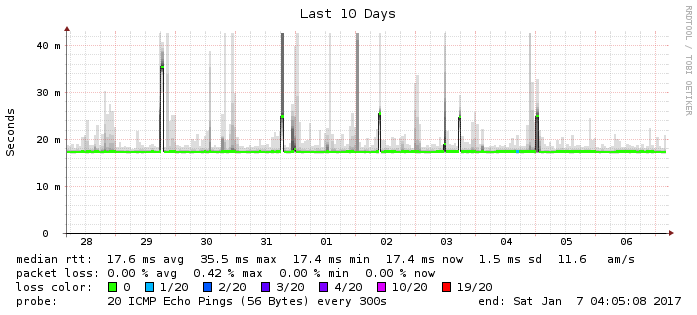 Last 10 Days
RRDTOOL / TOBI OETIKER
Seconds
40 m
30 m
20 m
10 m
0
28 29 30 31 01 02 03 04 05 06
median rtt: 17.6 ms avg 35.5 ms max 17.4 ms min 17.4 ms now 1.5 ms sd 11.6 am/s
packet loss: 0.00 % avg 0.42 % max 0.00 % min 0.00 % now
loss color: 0 1/20 2/20 3/20 4/20 10/20 19/20
probe: 20 ICMP Echo Pings (56 Bytes) every 300s end: Sat Jan 7 04:05:08 2017